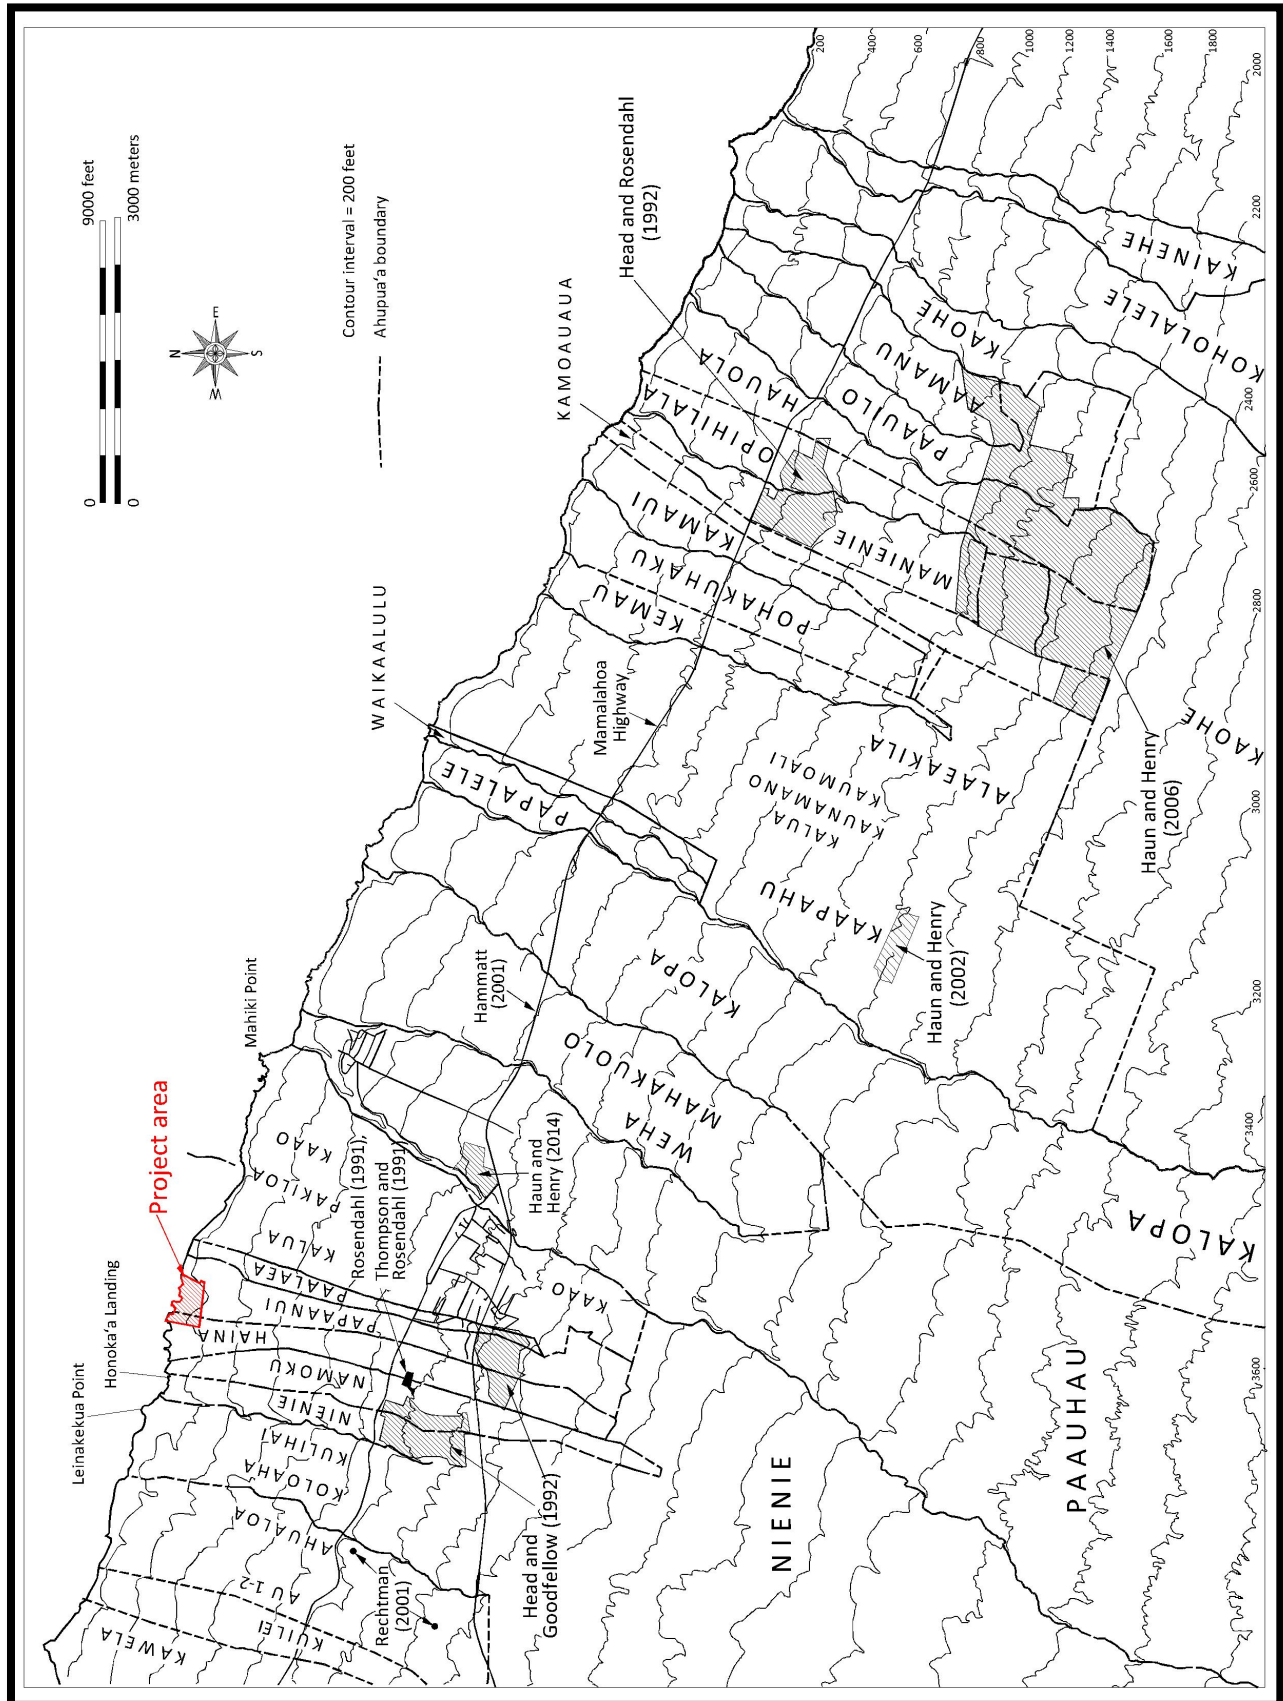 0
9000 feet
0
3000 meters
N
E
S
W
Contour interval = 200 feet
Ahupua'a boundary
Project area
Leinakekua Point
Honoka'a Landing
Mahiki Point
WAIKAALULU
KAMOAUAUA
Head and Rosendahl
(1992)
Mamalahoa
Highway
Hammatt
(2001)
Haun and
Henry (2014)
Rosendahl (1991),
Thompson and
Rosendahl (1991)
Head and
Goodfellow (1992)
Rechtman
(2001)
Haun and Henry
(2002)
Haun and Henry
(2006)
KAWELA
KUILEI
AU 1-2
AHUALOA
KOLOAHA
KULIHAI
NIENIE
NAMOKU
HAINA
PAPAANUI
PAALAEA
KALUA
PAKILOA
KAAO
KAAO
NIENIE
PAAUHAU
KALOPA
WEHA
MAHAKUOLO
KALOPA
PAPALELE
KAAPAHU
KALUA
KAUNAMANO
KAUMOALI
ALAEAKILA
KEMAU
POHAKUHAKU
KAMAUI
MANIENIE
OPIHILALA
HAUOLA
PAAUILO
AAMANU
KAOHE
KAOHE
KOHOLALELE
KAINEHE
200
400
600
800
1000
1200
1400
1600
1800
2000
2200
2400
2600
2800
3000
3200
3400
3600